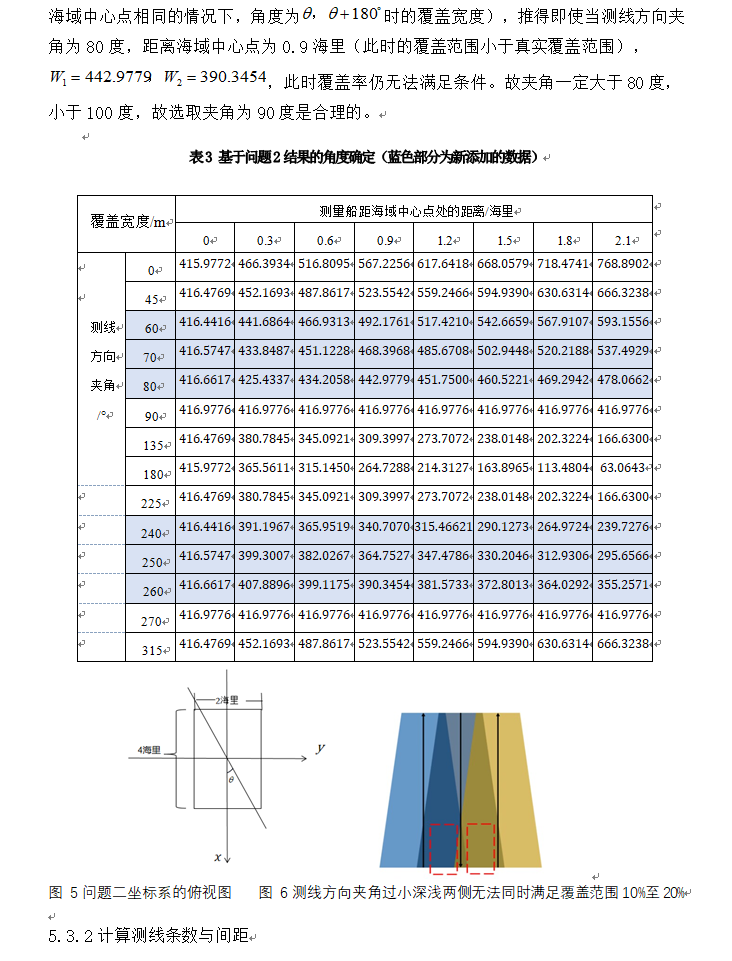 海域中心点相同的情况下，角度为θ，θ+180°时的覆盖宽度），推得即使当测线方向夹
角为 80 度，距离海域中心点为 0.9 海里（此时的覆盖范围小于真实覆盖范围），
W₁ = 442.9779 W₂ = 390.3454，此时覆盖率仍无法满足条件。故夹角一定大于 80 度，
小于 100 度，故选取夹角为 90 度是合理的。
表 3 基于问题 2 结果的角度确定（蓝色部分为新添加的数据）
覆盖宽度/m 测量船距海域中心点处的距离/海里
0 0.3 0.6 0.9 1.2 1.5 1.8 2.1
测线方向夹角/°
0 415.9772 466.3934 516.8095 567.2256 617.6418 668.0579 718.4741 768.8902
45 416.4769 452.1693 487.8617 523.5542 559.2466 594.9390 630.6314 666.3238
60 416.4416 441.6864 466.9313 492.1761 517.4210 542.6659 567.9107 593.1556
70 416.5747 433.8487 451.1228 468.3968 485.6708 502.9448 520.2188 537.4929
80 416.6617 425.4337 434.2058 442.9779 451.7500 460.5221 469.2942 478.0662
90 416.9776 416.9776 416.9776 416.9776 416.9776 416.9776 416.9776 416.9776
135 416.4769 380.7845 345.0921 309.3997 273.7072 238.0148 202.3224 166.6300
180 415.9772 365.5611 315.1450 264.7288 214.3127 163.8965 113.4804 63.0643
225 416.4769 380.7845 345.0921 309.3997 273.7072 238.0148 202.3224 166.6300
240 416.4416 391.1967 365.9519 340.7070 315.46621 290.1273 264.9724 239.7276
250 416.5747 399.3007 382.0267 364.7527 347.4786 330.2046 312.9306 295.6566
260 416.6617 407.8896 399.1175 390.3454 381.5733 372.8013 364.0292 355.2571
270 416.9776 416.9776 416.9776 416.9776 416.9776 416.9776 416.9776 416.9776
315 416.4769 452.1693 487.8617 523.5542 559.2466 594.9390 630.6314 666.3238
2海里
4海里
y
θ
x
图 5 问题二坐标系的俯视图 图 6 测线方向夹角过小深浅两侧无法同时满足覆盖范围 10%至 20%
5.3.2 计算测线条数与间距